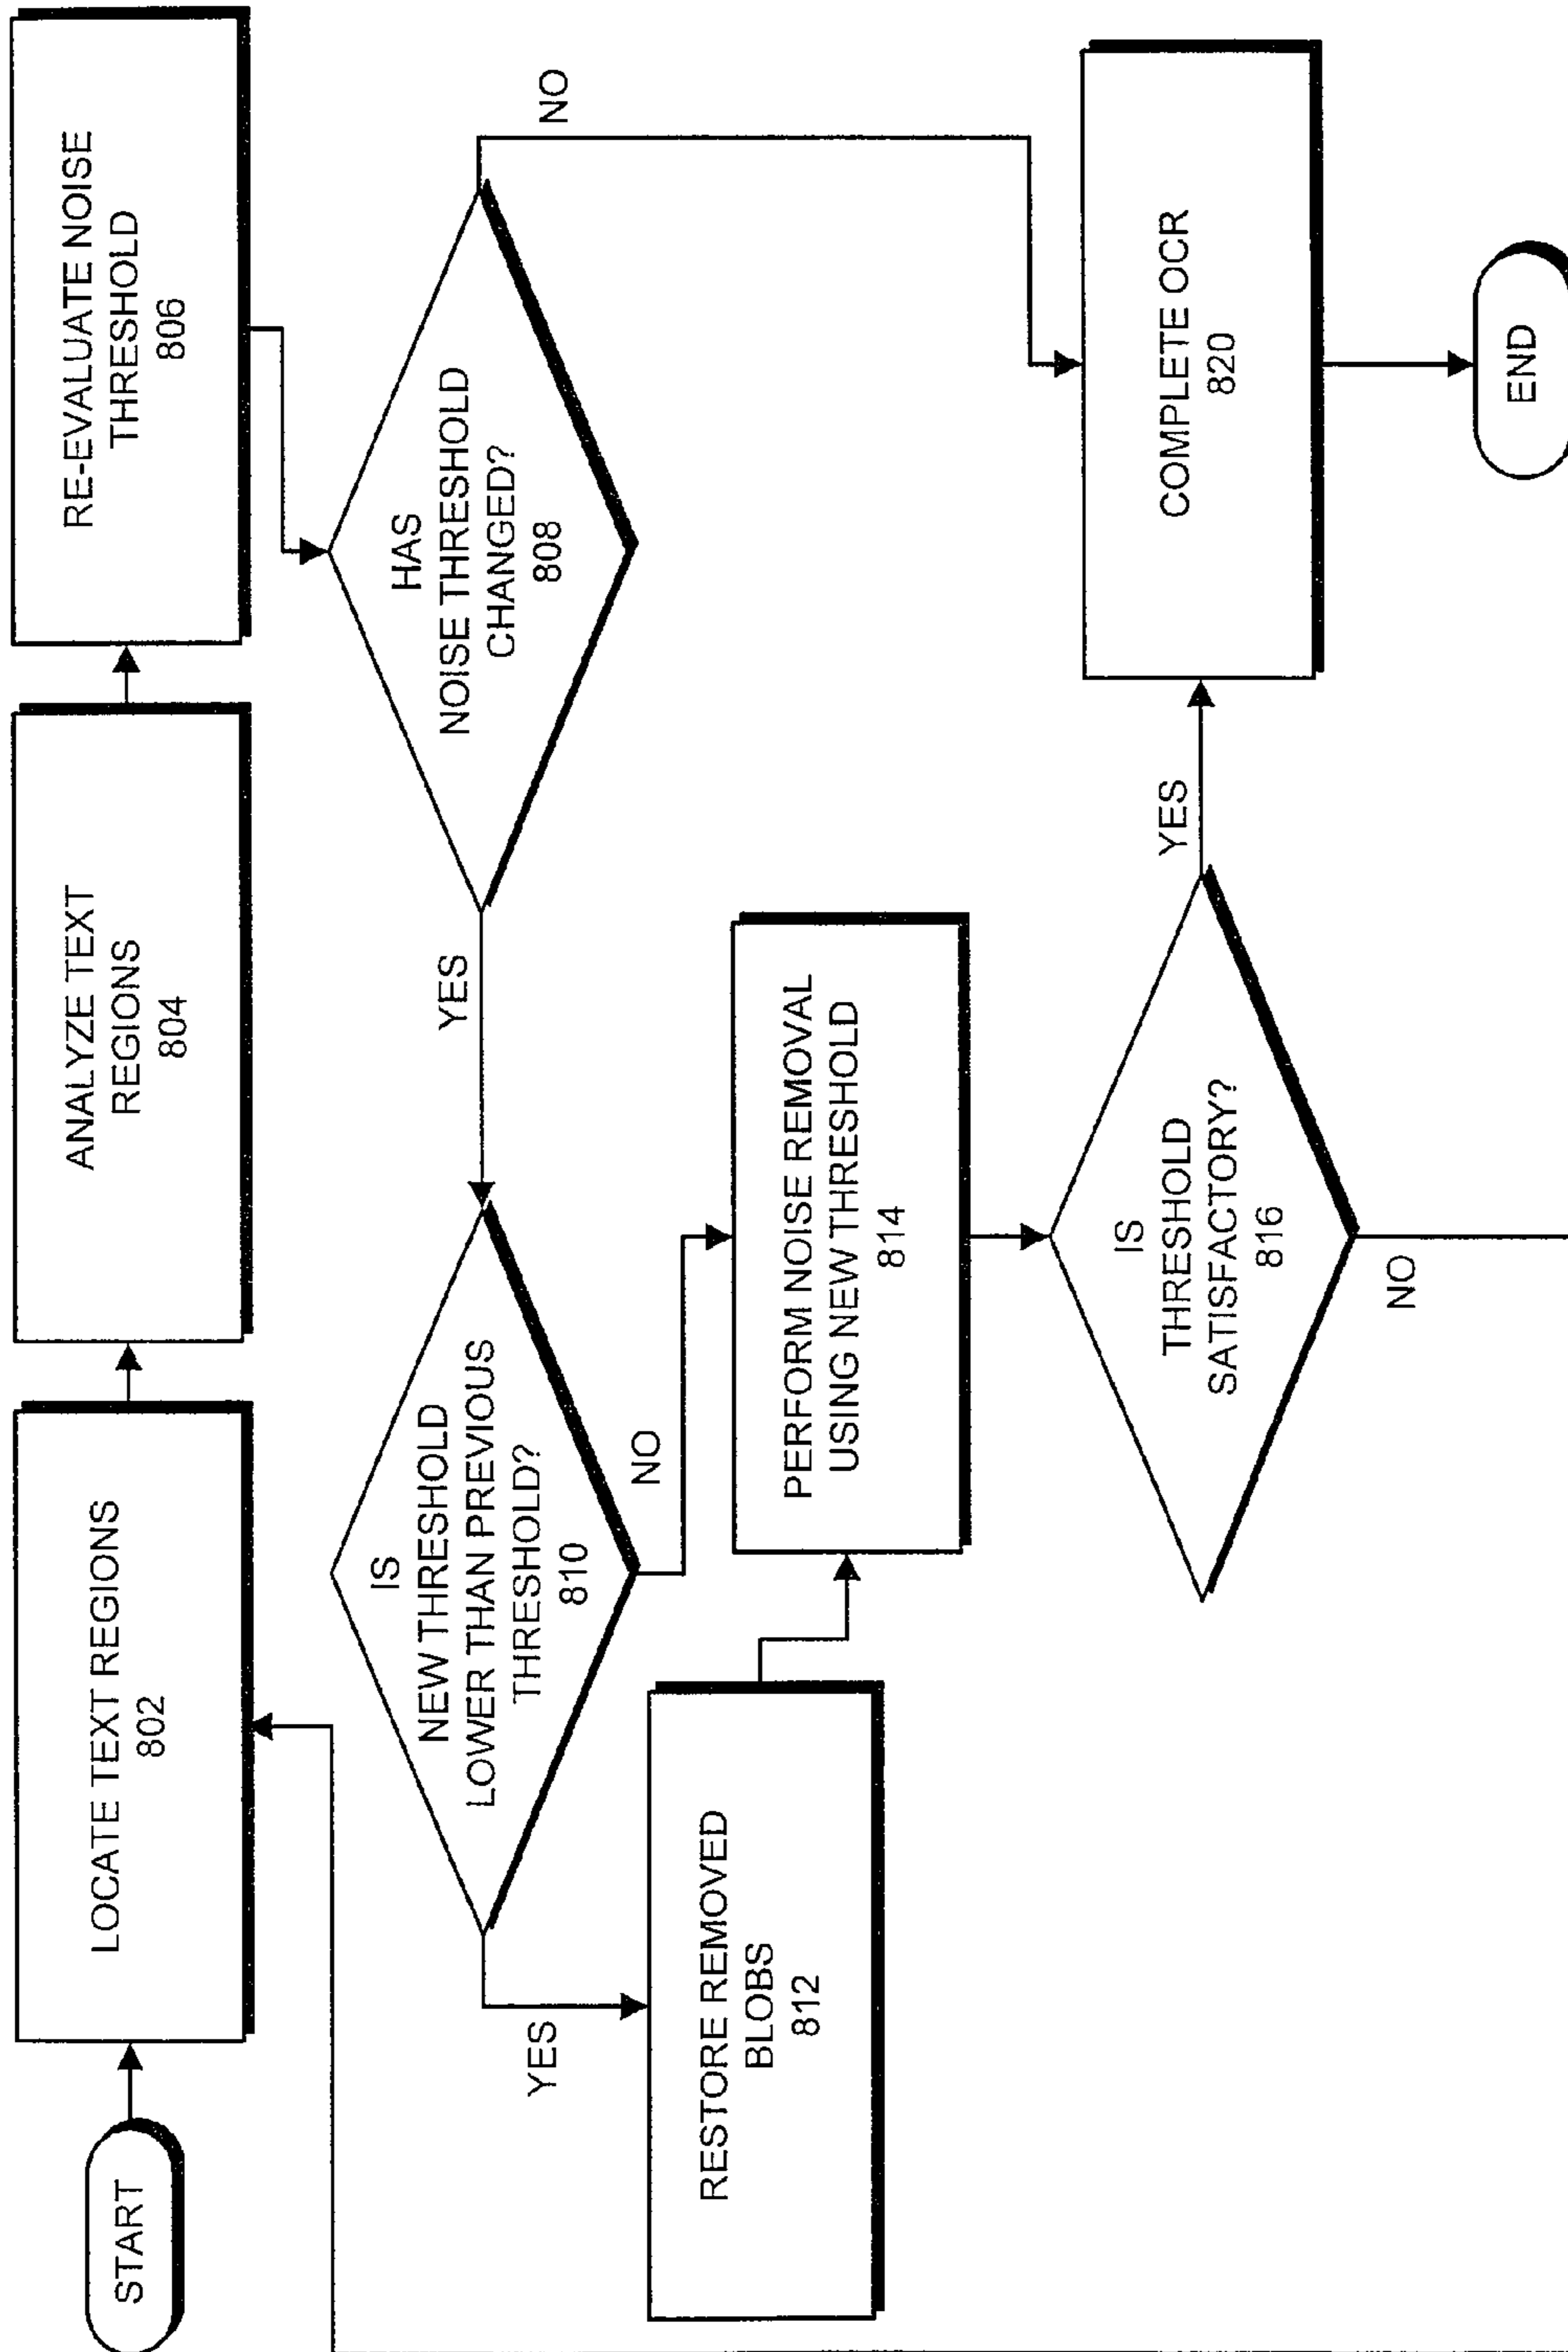 START
LOCATE TEXT REGIONS
802
ANALYZE TEXT
REGIONS
804
RE-EVALUATE NOISE
THRESHOLD
806
HAS
NOISE THRESHOLD
CHANGED?
808
YES
NO
IS
NEW THRESHOLD
LOWER THAN PREVIOUS
THRESHOLD?
810
YES
NO
RESTORE REMOVED
BLOBS
812
PERFORM NOISE REMOVAL
USING NEW THRESHOLD
814
IS
THRESHOLD
SATISFACTORY?
816
YES
NO
COMPLETE OCR
820
END